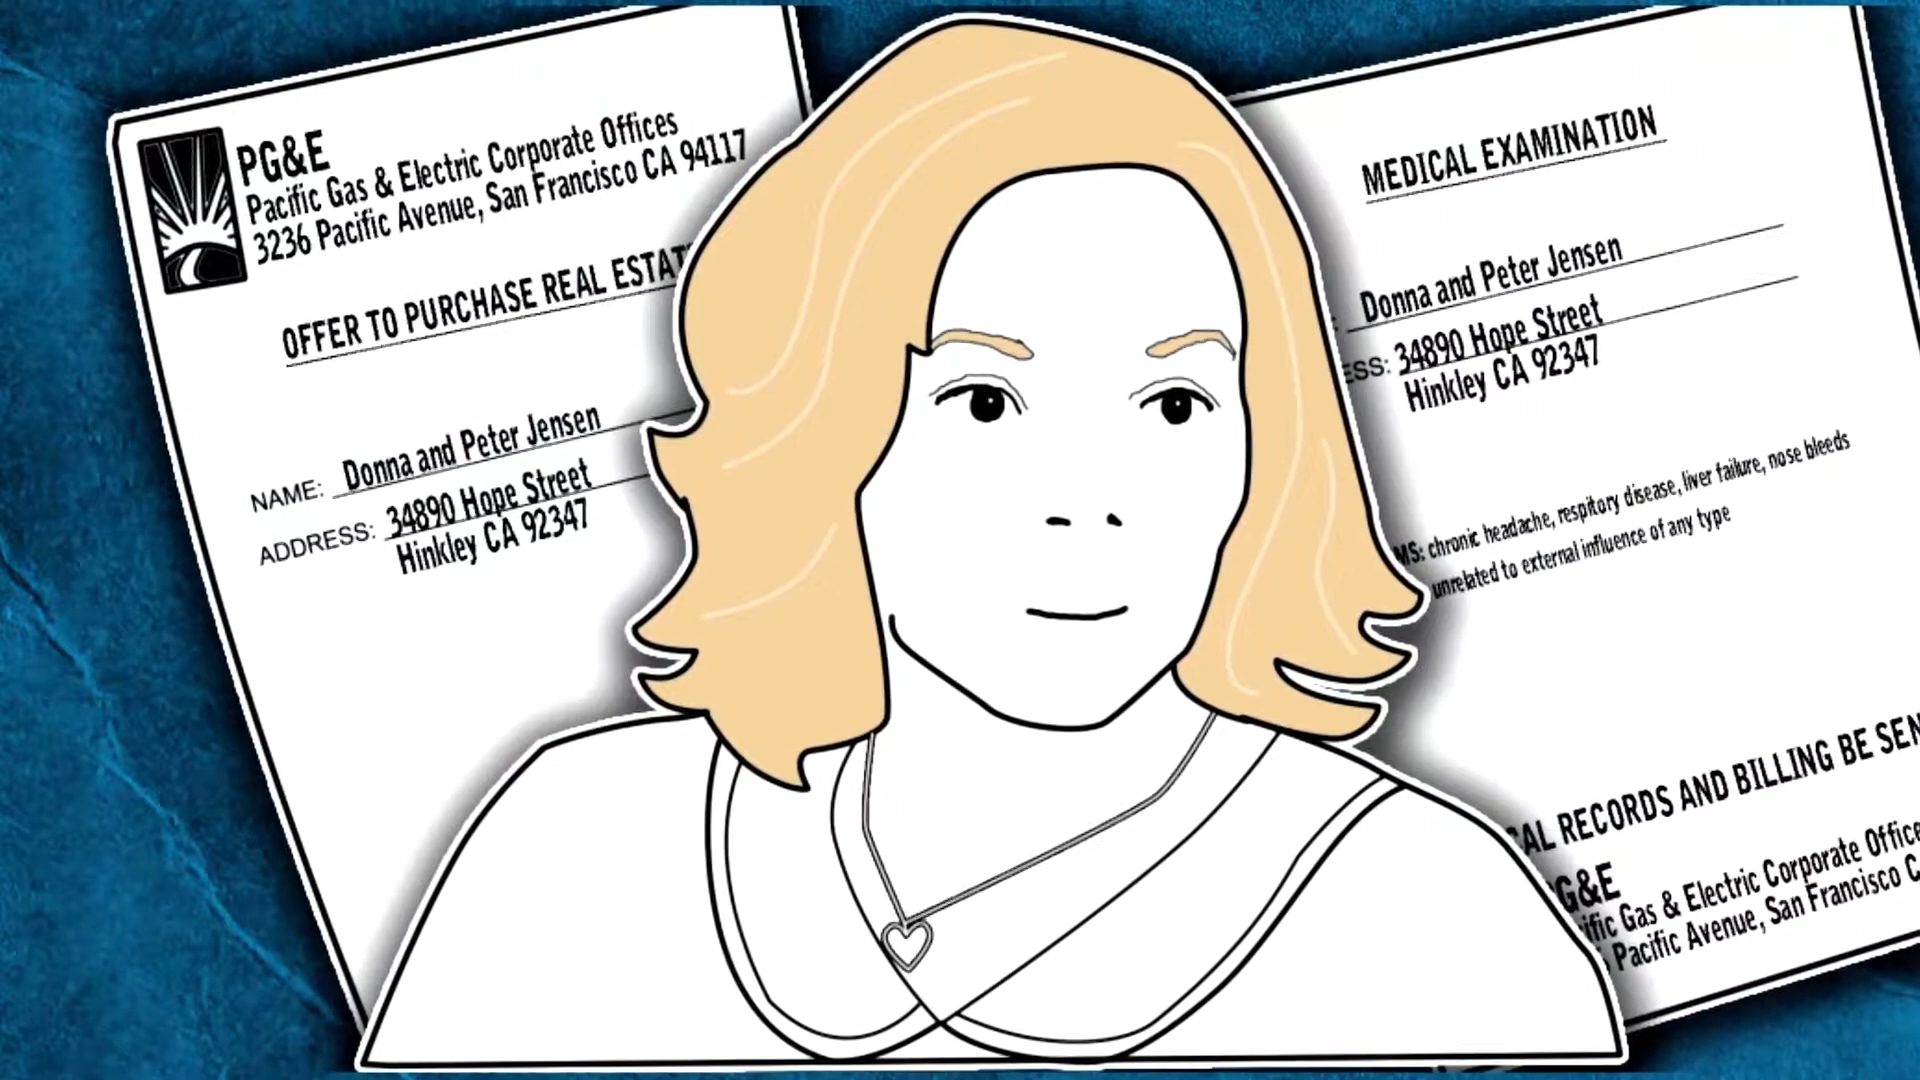 PG&E
Pacific Gas & Electric Corporate Offices
3236 Pacific Avenue, San Francisco CA 94117
OFFER TO PURCHASE REAL ESTAT
NAME: Donna and Peter Jensen
ADDRESS: 34890 Hope Street
Hinkley CA 92347
MEDICAL EXAMINATION
Donna and Peter Jensen
ESS: 34890 Hope Street
Hinkley CA 92347
MS: chronic headache, respitory disease, liver failure, nose bleeds
unrelated to external influence of any type
CAL RECORDS AND BILLING BE SEN
G&E
ific Gas & Electric Corporate Office
Pacific Avenue, San Francisco C